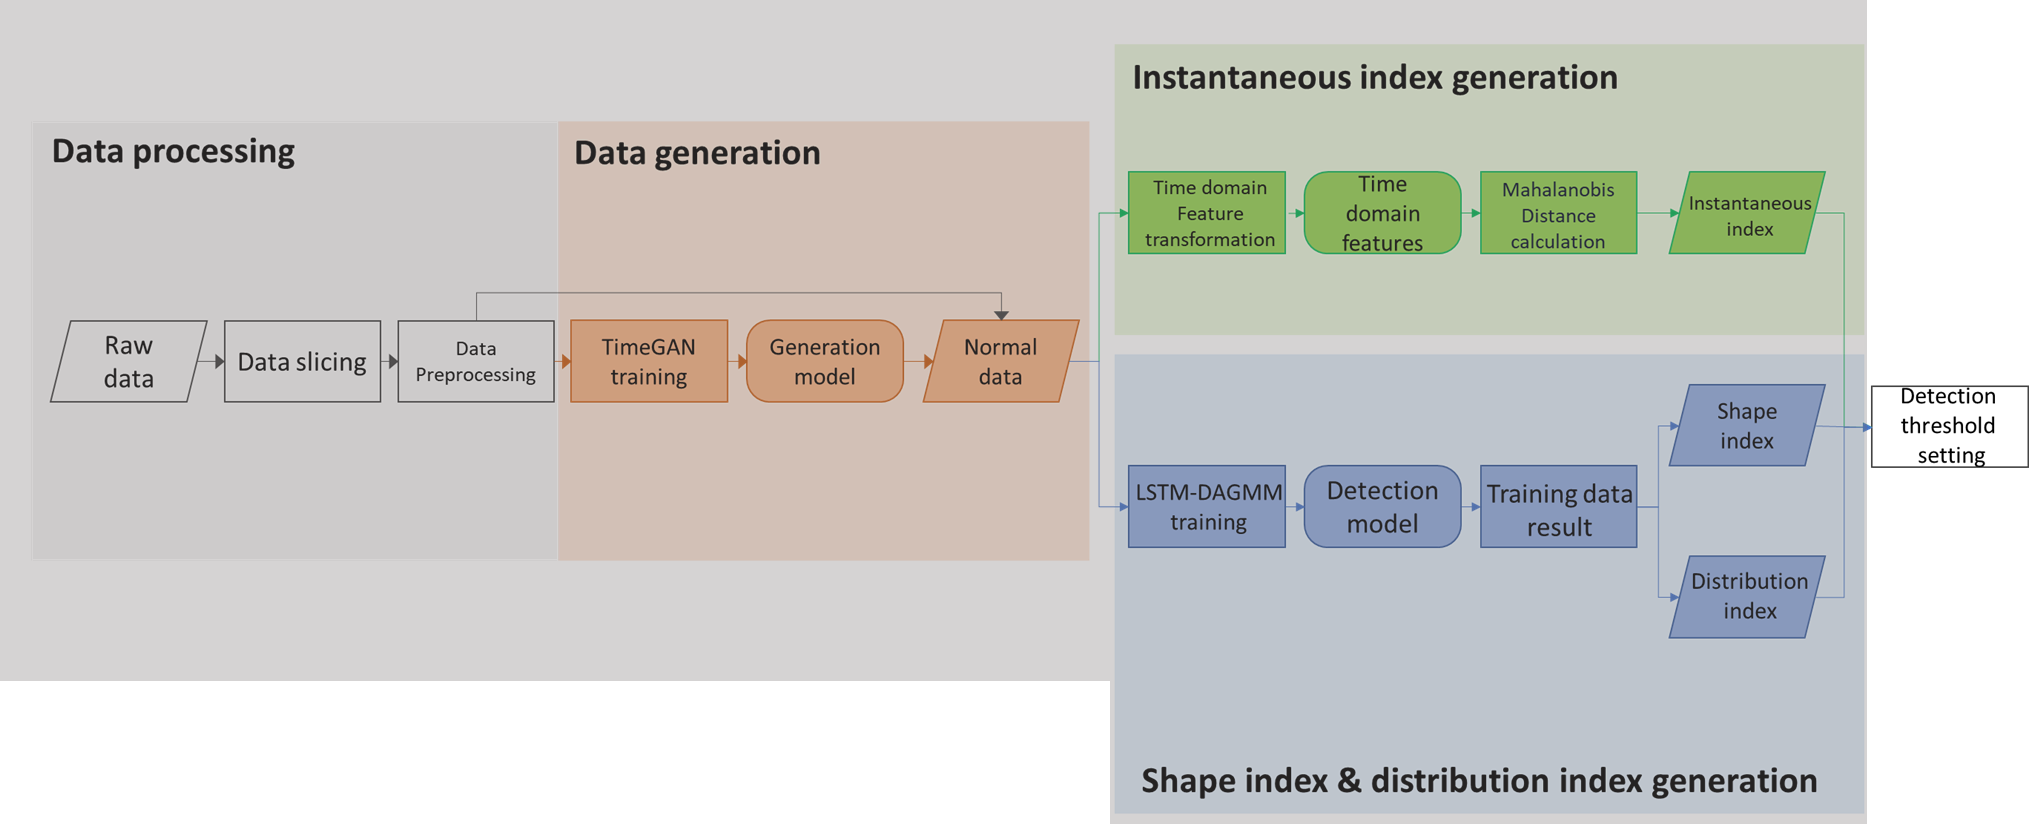 Data processing
Raw
data
Data slicing
Data
Preprocessing
Data generation
TimeGAN
training
Generation
model
Normal
data
Instantaneous index generation
Time domain
Feature
transformation
Time
domain
features
Mahalanobis
Distance
calculation
Instantaneous
index
LSTM-DAGMM
training
Detection
model
Training data
result
Shape
index
Distribution
index
Shape index & distribution index generation
Detection
threshold
setting